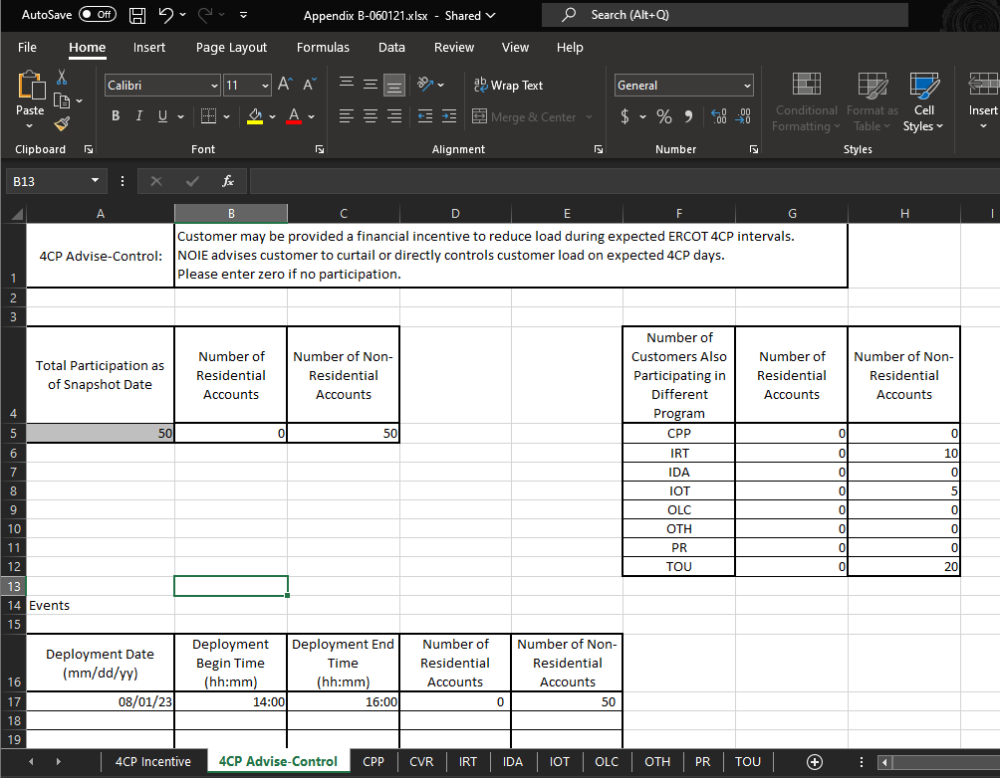 AutoSave Off Appendix B-060121.xlsx - Shared Search (Alt+Q)
File Home Insert Page Layout Formulas Data Review View Help
Paste Calibri 11 A A Wrap Text General Conditional Formatting Format as Table Cell Styles Insert
B I U A Merge & Center $ % 9 .00 .00
Clipboard Font Alignment Number Styles
B13 fx
A B C D E F G H I
1 4CP Advise-Control: Customer may be provided a financial incentive to reduce load during expected ERCOT 4CP intervals.
NOIE advises customer to curtail or directly controls customer load on expected 4CP days.
Please enter zero if no participation.
2
3
4 Total Participation as of Snapshot Date Number of Residential Accounts Number of Non-Residential Accounts Number of Customers Also Participating in Different Program Number of Residential Accounts Number of Non-Residential Accounts
5 50 0 50 CPP 0 0
6 IRT 0 10
7 IDA 0 0
8 IOT 0 5
9 OLC 0 0
10 OTH 0 0
11 PR 0 0
12 TOU 0 20
13
14 Events
15
16 Deployment Date (mm/dd/yy) Deployment Begin Time (hh:mm) Deployment End Time (hh:mm) Number of Residential Accounts Number of Non-Residential Accounts
17 08/01/23 14:00 16:00 0 50
18
19
4CP Incentive 4CP Advise-Control CPP CVR IRT IDA IOT OLC OTH PR TOU